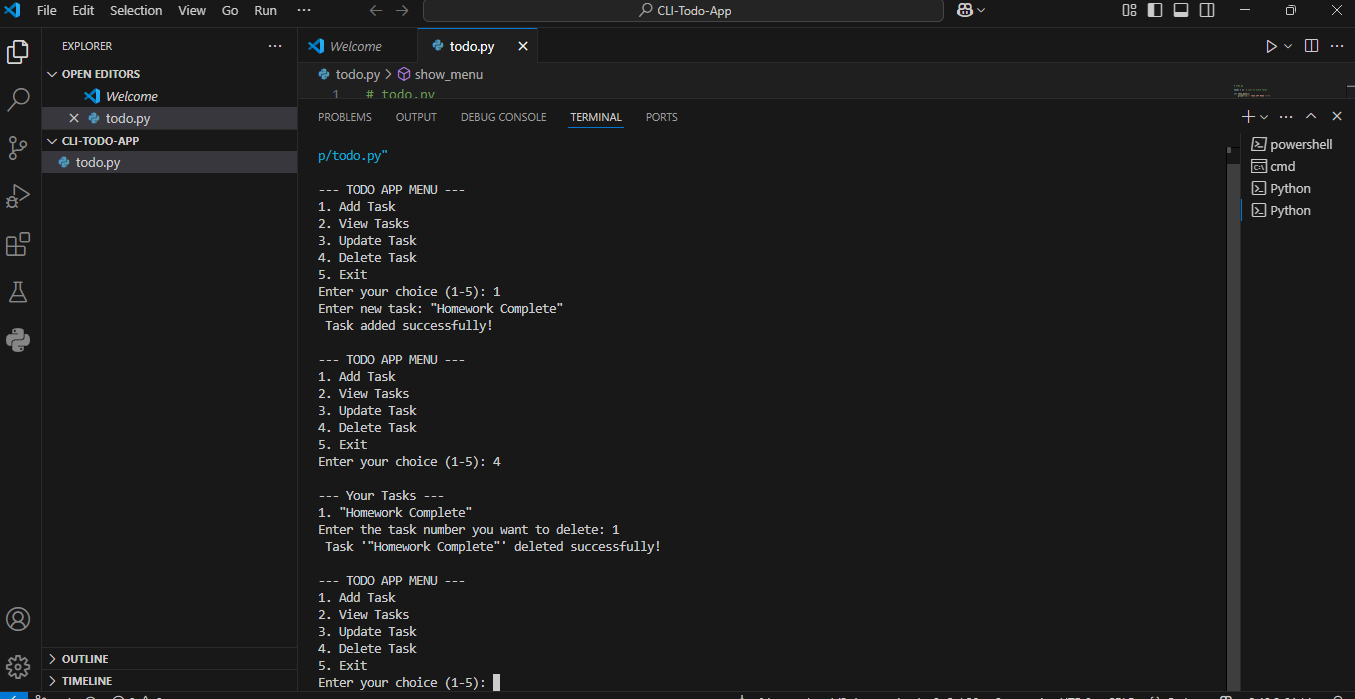 File Edit Selection View Go Run ··· CLI-Todo-App
EXPLORER ···
Welcome
todo.py
OPEN EDITORS
Welcome
todo.py
CLI-TODO-APP
todo.py
OUTLINE
TIMELINE
todo.py > show_menu
1 # todo.py
PROBLEMS OUTPUT DEBUG CONSOLE TERMINAL PORTS
p/todo.py"
--- TODO APP MENU ---
1. Add Task
2. View Tasks
3. Update Task
4. Delete Task
5. Exit
Enter your choice (1-5): 1
Enter new task: "Homework Complete"
Task added successfully!
--- TODO APP MENU ---
1. Add Task
2. View Tasks
3. Update Task
4. Delete Task
5. Exit
Enter your choice (1-5): 4
--- Your Tasks ---
1. "Homework Complete"
Enter the task number you want to delete: 1
Task '"Homework Complete"' deleted successfully!
--- TODO APP MENU ---
1. Add Task
2. View Tasks
3. Update Task
4. Delete Task
5. Exit
Enter your choice (1-5):
powershell
cmd
Python
Python